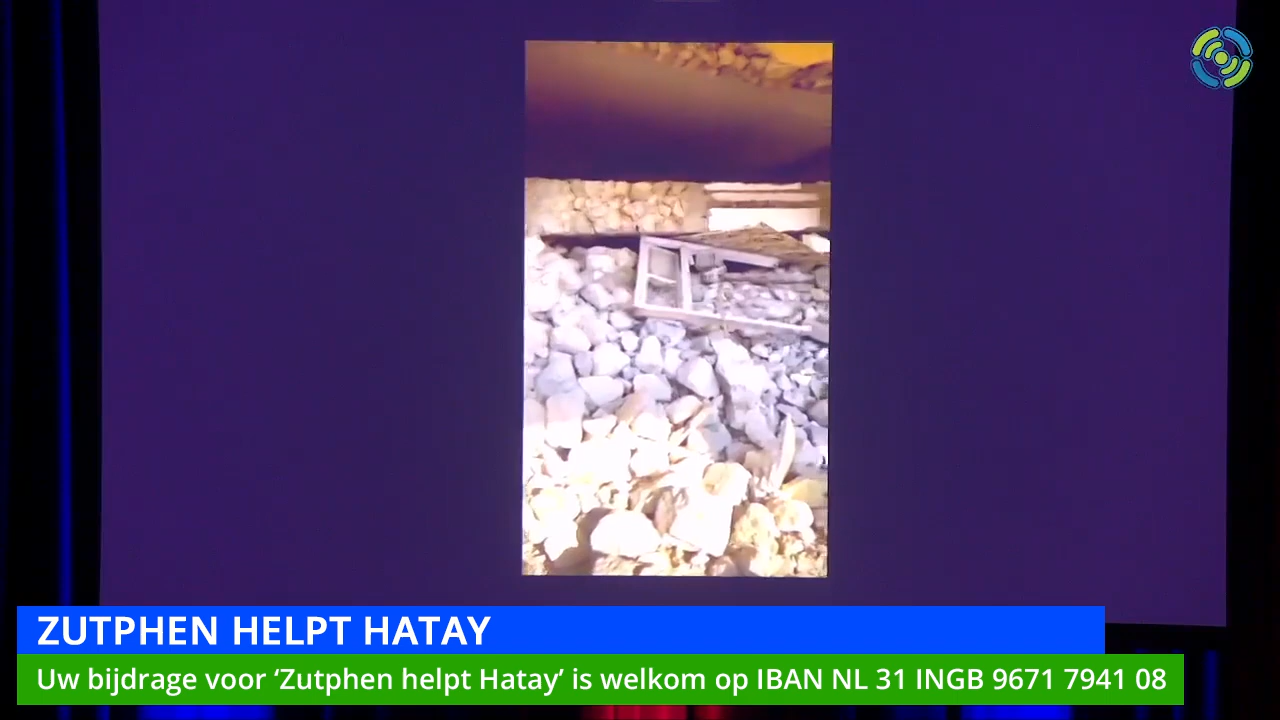 ZUTPHEN HELPT HATAY
Uw bijdrage voor ‘Zutphen helpt Hatay’ is welkom op IBAN NL 31 INGB 9671 7941 08